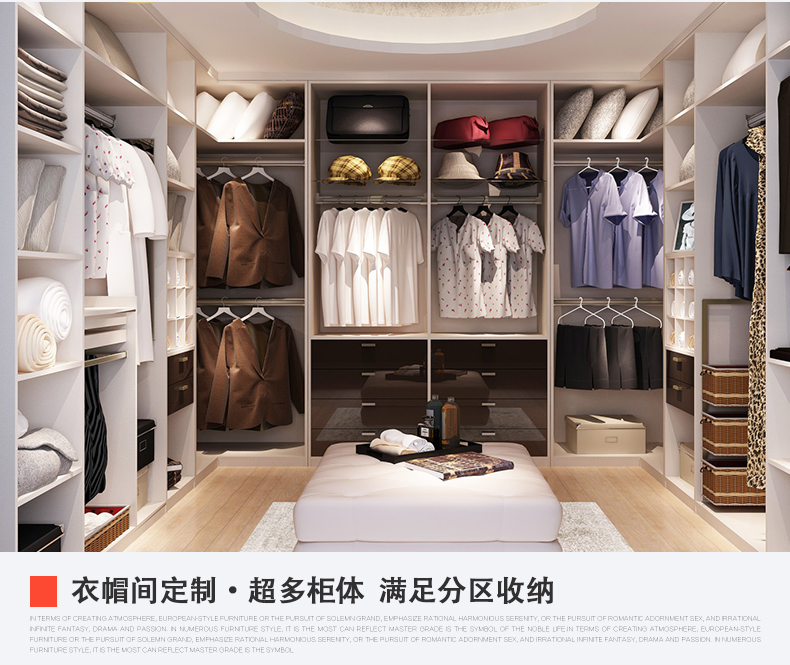 衣帽间定制·超多柜体 满足分区收纳
IN TERMS OF CREATING ATMOSPHERE, EUROPEAN-STYLE FURNITURE OR THE PURSUIT OF SOLEMN GRAND, EMPHASIZE RATIONAL HARMONIOUS SERENITY, OR THE PURSUIT OF ROMANTIC ADORNMENT SEX, AND IRRATIONAL
INFINITE FANTASY, DRAMA AND PASSION. IN NUMEROUS FURNITURE STYLE, IT IS THE MOST CAN REFLECT MASTER GRADE IS THE SYMBOL OF THE NOBLE LIFE.IN TERMS OF CREATING ATMOSPHERE, EUROPEAN-STYLE
FURNITURE OR THE PURSUIT OF SOLEMN GRAND, EMPHASIZE RATIONAL HARMONIOUS SERENITY, OR THE PURSUIT OF ROMANTIC ADORNMENT SEX, AND IRRATIONAL INFINITE FANTASY, DRAMA AND PASSION. IN NUMEROUS
FURNITURE STYLE, IT IS THE MOST CAN REFLECT MASTER GRADE IS THE SYMBOL